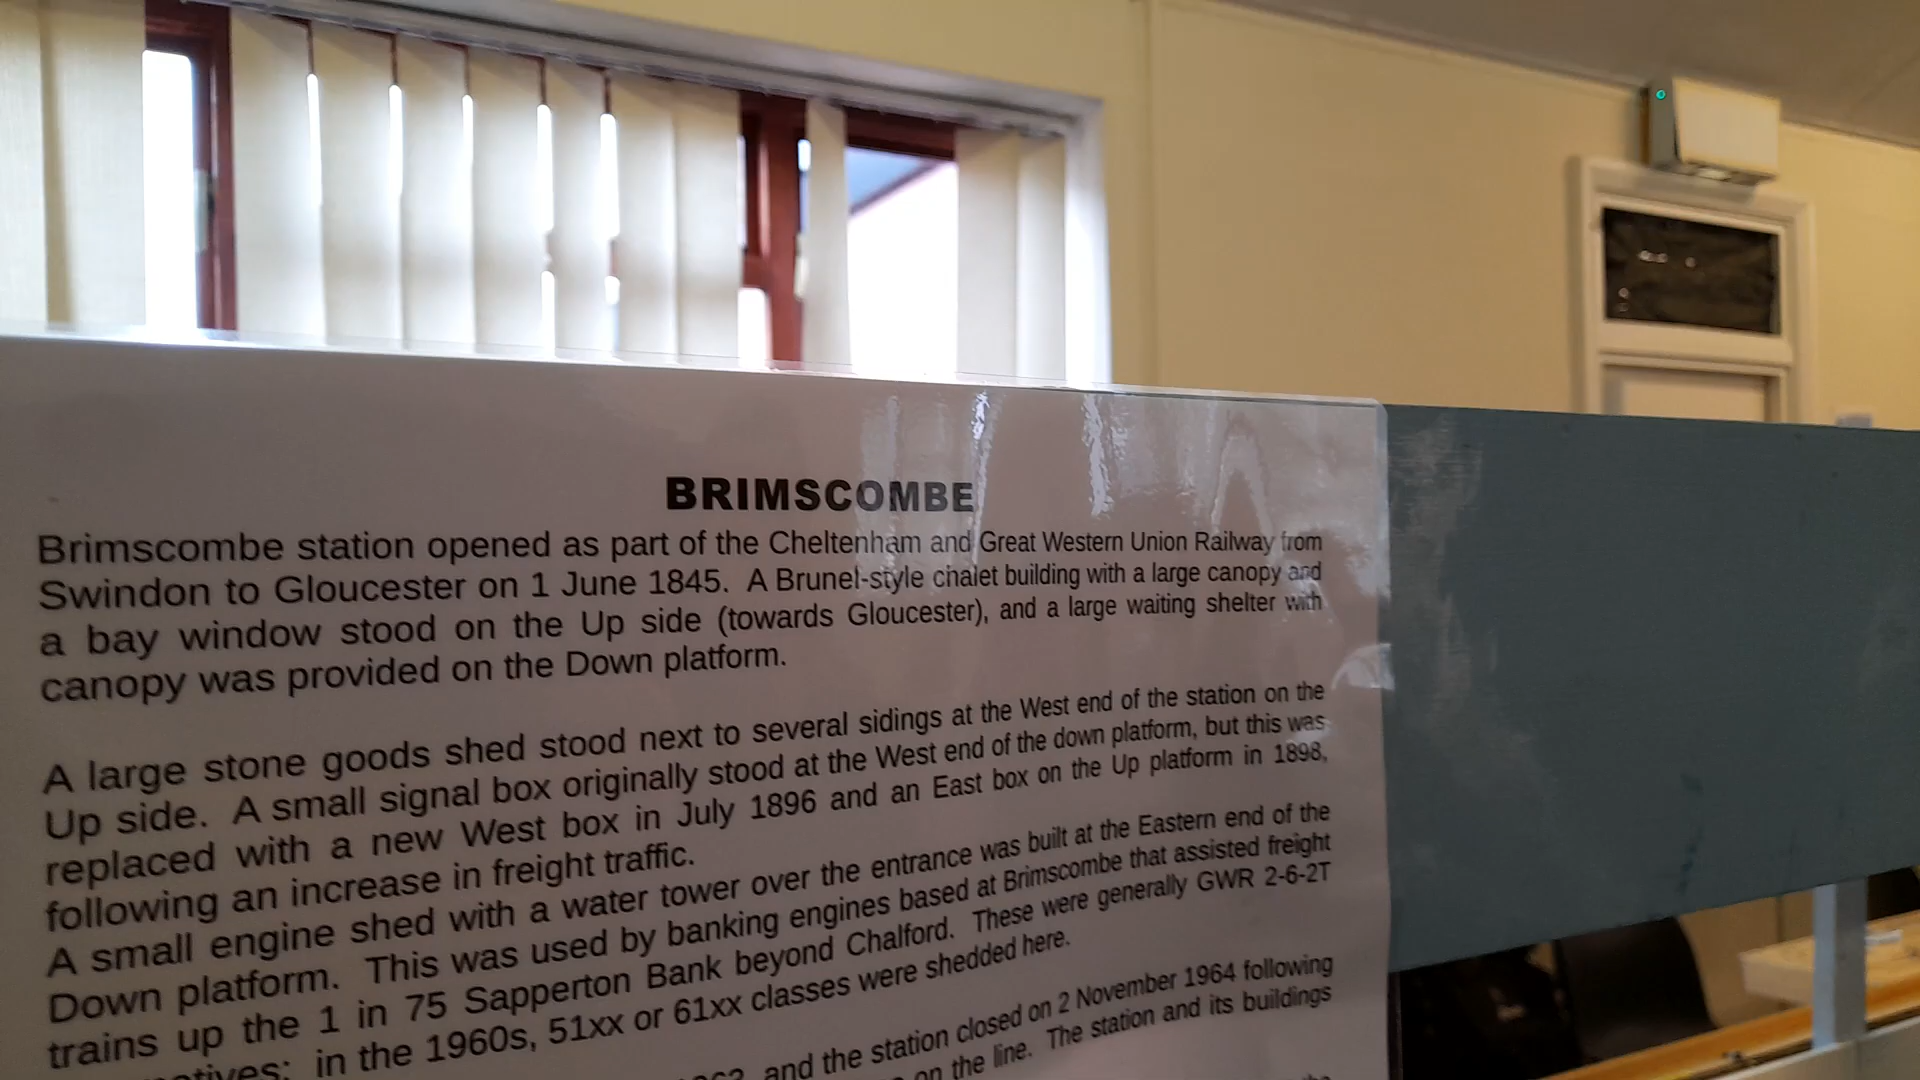 BRIMSCOMBE
Brimscombe station opened as part of the Cheltenham and Great Western Union Railway from
Swindon to Gloucester on 1 June 1845. A Brunel-style chalet building with a large canopy and
a bay window stood on the Up side (towards Gloucester), and a large waiting shelter with
canopy was provided on the Down platform.
A large stone goods shed stood next to several sidings at the West end of the station on the
Up side. A small signal box originally stood at the West end of the down platform, but this was
replaced with a new West box in July 1896 and an East box on the Up platform in 1898,
following an increase in freight traffic.
A small engine shed with a water tower over the entrance was built at the Eastern end of the
Down platform. This was used by banking engines based at Brimscombe that assisted freight
trains up the 1 in 75 Sapperton Bank beyond Chalford. These were generally GWR 2-6-2T
in the 1960s, 51xx or 61xx classes were shedded here.
and the station closed on 2 November 1964 following
on the line. The station and its buildings